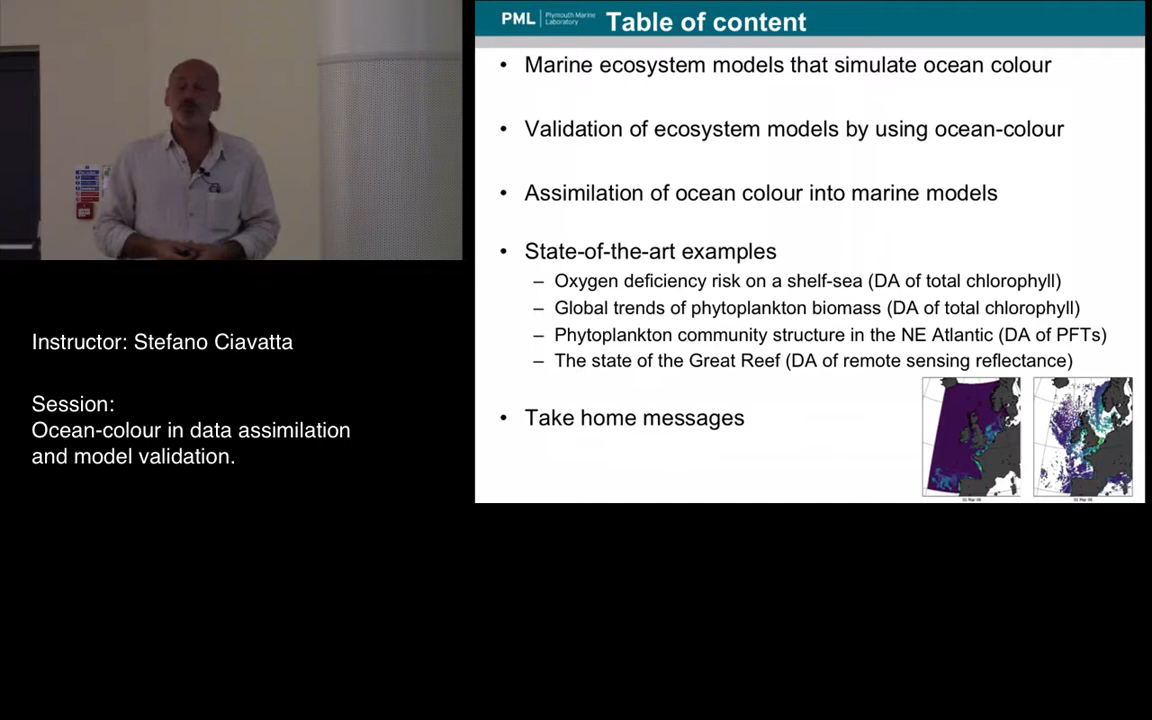 PML
Plymouth Marine
Laboratory
Table of content
• Marine ecosystem models that simulate ocean colour
• Validation of ecosystem models by using ocean-colour
• Assimilation of ocean colour into marine models
• State-of-the-art examples
– Oxygen deficiency risk on a shelf-sea (DA of total chlorophyll)
– Global trends of phytoplankton biomass (DA of total chlorophyll)
– Phytoplankton community structure in the NE Atlantic (DA of PFTs)
– The state of the Great Reef (DA of remote sensing reflectance)
• Take home messages
Instructor: Stefano Ciavatta
Session:
Ocean-colour in data assimilation
and model validation.